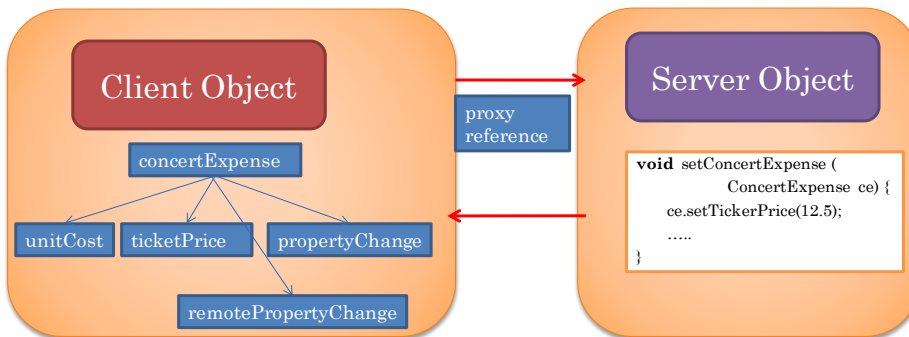 Client Object
concertExpense
unitCost
ticketPrice
propertyChange
remotePropertyChange
proxy
reference
Server Object
void setConcertExpense (
ConcertExpense ce) {
ce.setTickerPrice(12.5);
.....
}